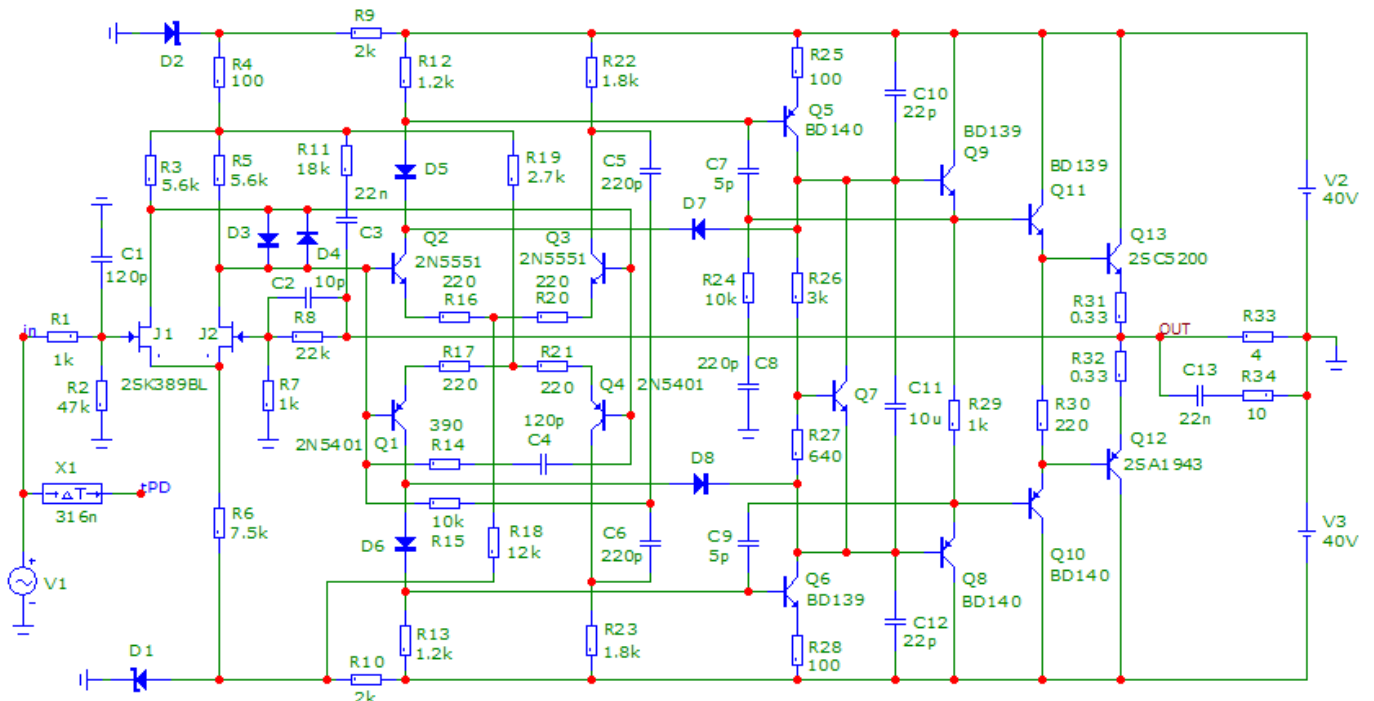 R9
2k
D2
R4
100
R12
1.2k
R22
1.8k
R25
100
C10
22p
Q5
BD140
BD139
Q9
R3
5.6k
R5
5.6k
R11
18k
22n
C3
D5
R19
2.7k
C5
220p
C7
5p
BD139
Q11
V2
40V
D7
C1
120p
D3
D4
10p
C2
Q2
2N5551
220
R16
Q3
2N5551
220
R20
R24
10k
R26
3k
Q13
2SC5200
R31
0.33
in
R1
1k
J1
J2
R8
22k
OUT
R33
4
2SK389BL
R2
47k
R7
1k
R17
220
R21
220
Q4
2N5401
220p
C8
Q7
C11
10u
R29
1k
R30
220
R32
0.33
C13
22n
R34
10
2N5401
Q1
390
R14
120p
C4
R27
640
Q12
2SA1943
X1
ΔT
tPD
316n
D8
R6
7.5k
10k
R15
D6
R18
12k
C6
220p
C9
5p
V3
40V
V1
Q6
BD139
Q8
BD140
Q10
BD140
R13
1.2k
R23
1.8k
C12
22p
R28
100
D1
R10
2k